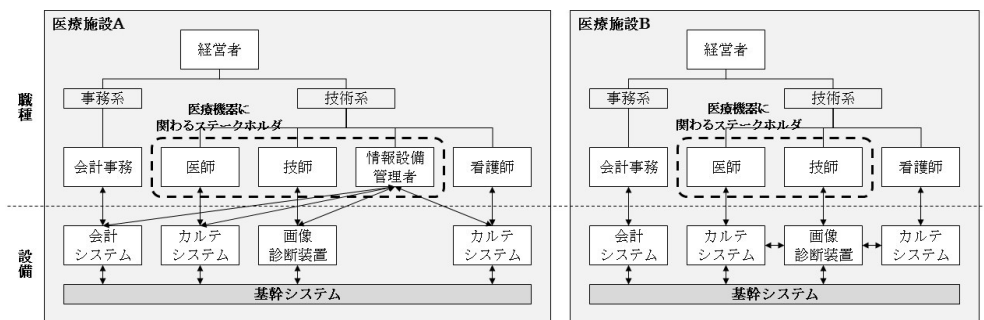 医療施設A
経営者
事務系
技術系
医療機器に
関わるステークホルダ
会計事務
医師
技師
情報設備
管理者
看護師
会計
システム
カルテ
システム
画像
診断装置
カルテ
システム
基幹システム
医療施設B
経営者
事務系
技術系
医療機器に
関わるステークホルダ
会計事務
医師
技師
看護師
会計
システム
カルテ
システム
画像
診断装置
カルテ
システム
基幹システム
職種
設備